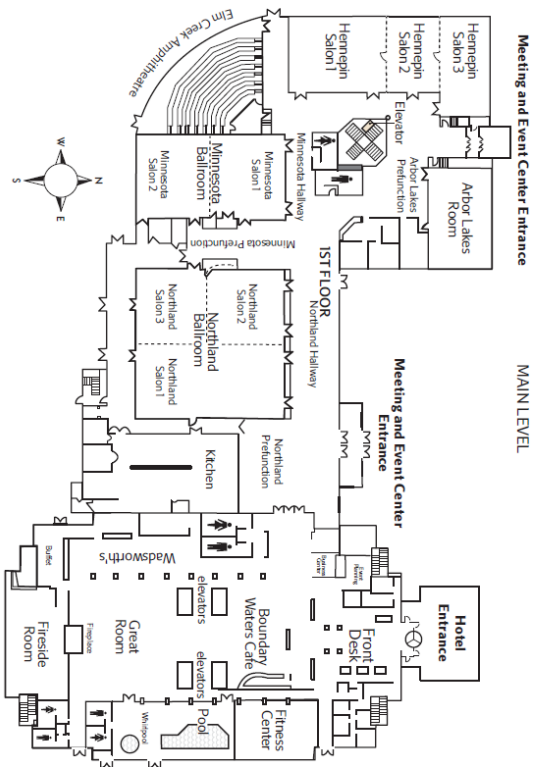 MAIN LEVEL
Meeting and Event Center Entrance
Hennepin
Salon 3
Hennepin
Salon 2
Hennepin
Salon 1
Elm Creek Amphitheatre
Elevator
Arbor Lakes
Prefunction
Arbor Lakes
Room
Minnesota Hallway
Minnesota
Salon 1
Minnesota
Ballroom
Minnesota
Salon 2
Minnesota Prefunction
N
W
E
S
1ST FLOOR
Northland Hallway
Northland
Salon 2
Northland
Ballroom
Northland
Salon 3
Northland
Salon 1
Meeting and Event Center
Entrance
Northland
Prefunction
Kitchen
Wadsworth's
Buffet
Business
Center
Event
Planning
Hotel
Entrance
Front
Desk
Boundary
Waters Cafe
elevators
elevators
Great
Room
Fireplace
Fireside
Room
Fitness
Center
Pool
Whirlpool